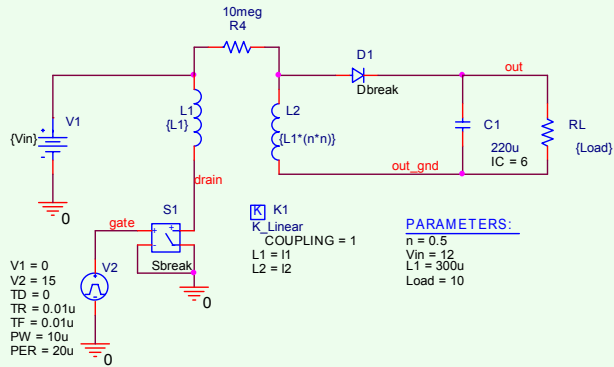 10meg
R4
D1
Dbreak
out
V1
{Vin}
L1
{L1}
L2
{L1*(n*n)}
C1
220u
IC = 6
RL
{Load}
out_gnd
drain
0
gate
S1
Sbreak
0
K K1
K_Linear
COUPLING = 1
L1 = l1
L2 = l2
PARAMETERS:
n = 0.5
Vin = 12
L1 = 300u
Load = 10
V2
V1 = 0
V2 = 15
TD = 0
TR = 0.01u
TF = 0.01u
PW = 10u
PER = 20u
0